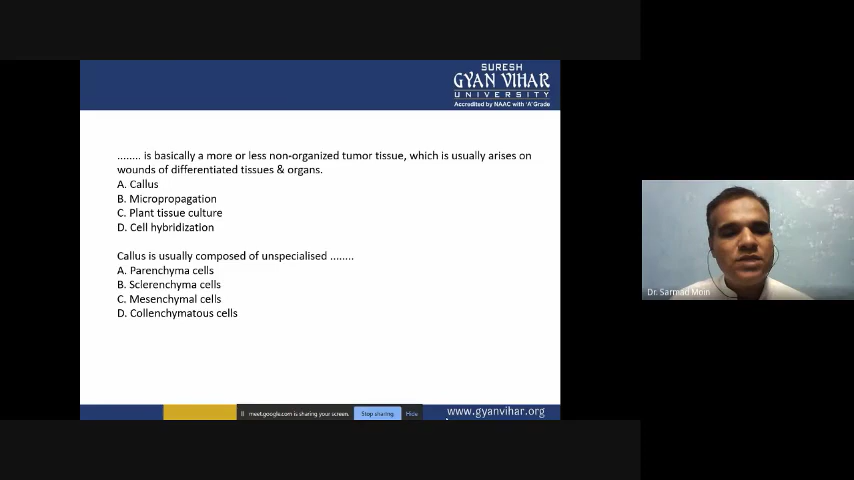 SURESH
GYAN VIHAR
UNIVERSITY
Accredited by NAAC with 'A' Grade
........ is basically a more or less non-organized tumor tissue, which is usually arises on
wounds of differentiated tissues & organs.
A. Callus
B. Micropropagation
C. Plant tissue culture
D. Cell hybridization
Callus is usually composed of unspecialised ........
A. Parenchyma cells
B. Sclerenchyma cells
C. Mesenchymal cells
D. Collenchymatous cells
Dr. Sarmad Moin
meet.google.com is sharing your screen.
Stop sharing
Hide
www.gyanvihar.org